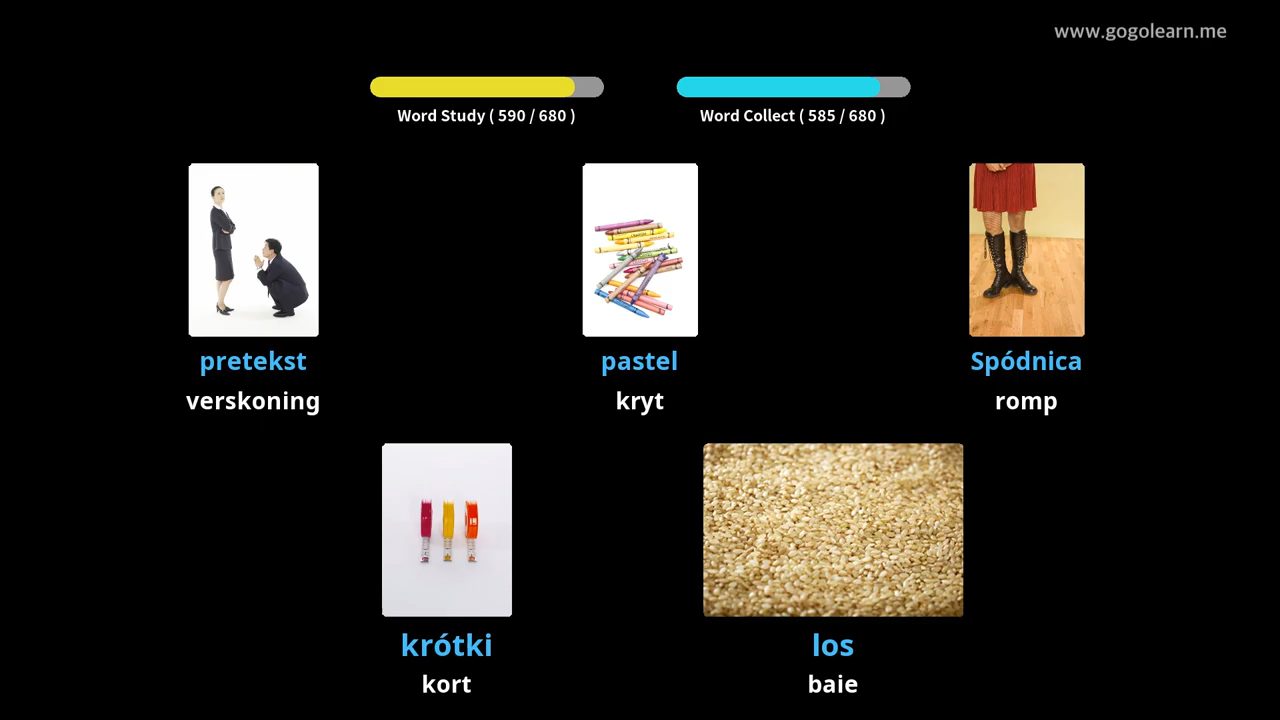 www.gogolearn.me
Word Study ( 590 / 680 )
Word Collect ( 585 / 680 )
pretekst
verskoning
pastel
kryt
Spódnica
romp
krótki
kort
los
baie